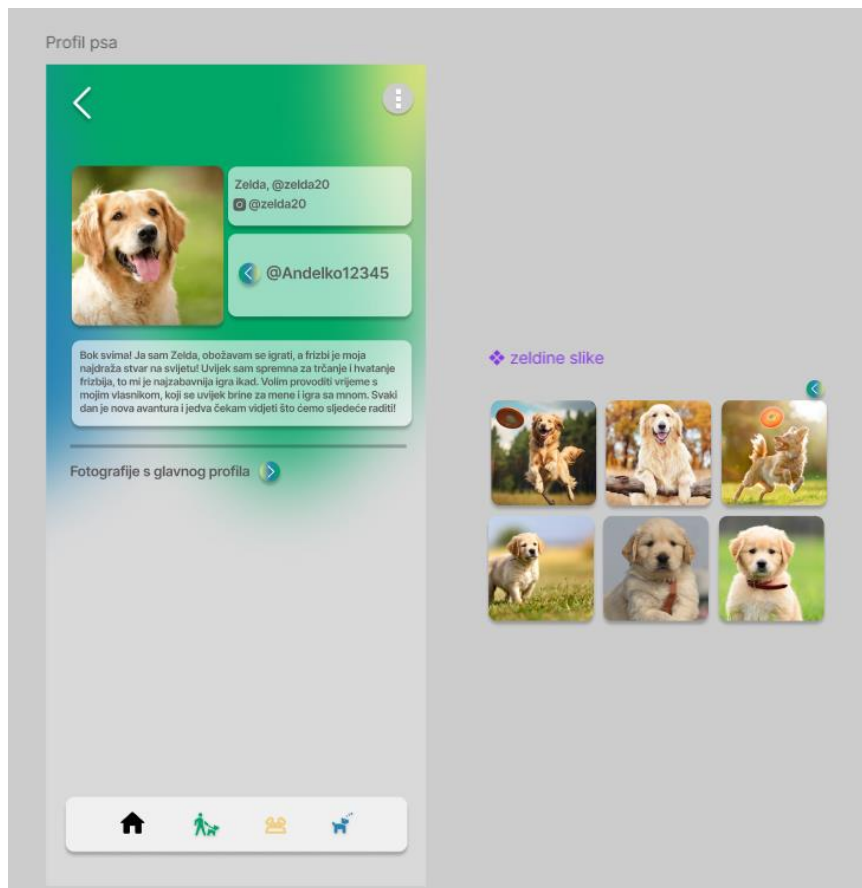 Profil psa
Zelda, @zelda20
@zelda20
@Andelko12345
Bok svima! Ja sam Zelda, obožavam se igrati, a frizbi je moja
najdraža stvar na svijetu! Uvijek sam spremna za trčanje i hvatanje
frizbija, to mi je najzabavnija igra ikad. Volim provoditi vrijeme s
mojim vlasnikom, koji se uvijek brine za mene i igra sa mnom. Svaki
dan je nova avantura i jedva čekam vidjeti što ćemo sljedeće raditi!
Fotografije s glavnog profila
zeldine slike